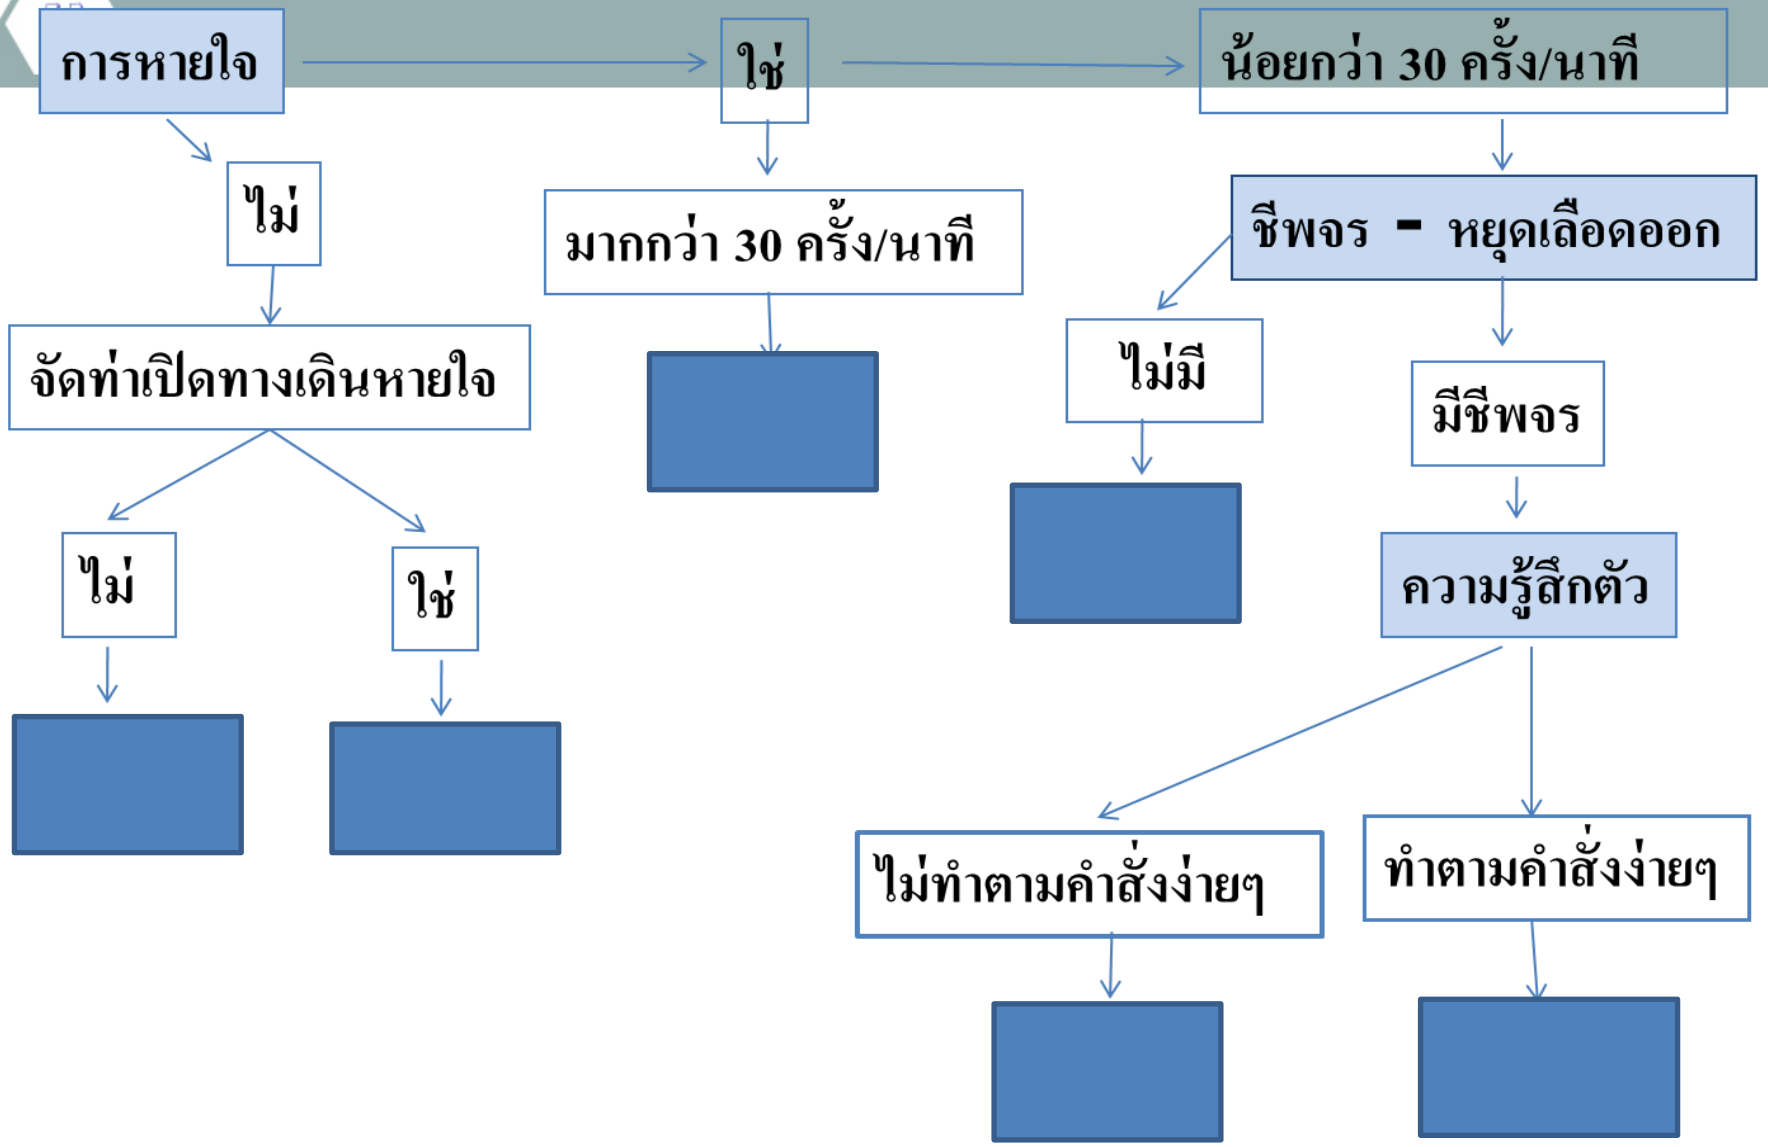 การหายใจ
ใช่
น้อยกว่า 30 ครั้ง/นาที
ไม่
มากกว่า 30 ครั้ง/นาที
ชีพจร - หยุดเลือดออก
จัดท่าเปิดทางเดินหายใจ
ไม่มี
มีชีพจร
ไม่
ใช่
ความรู้สึกตัว
ไม่ทำตามคำสั่งง่ายๆ
ทำตามคำสั่งง่ายๆ